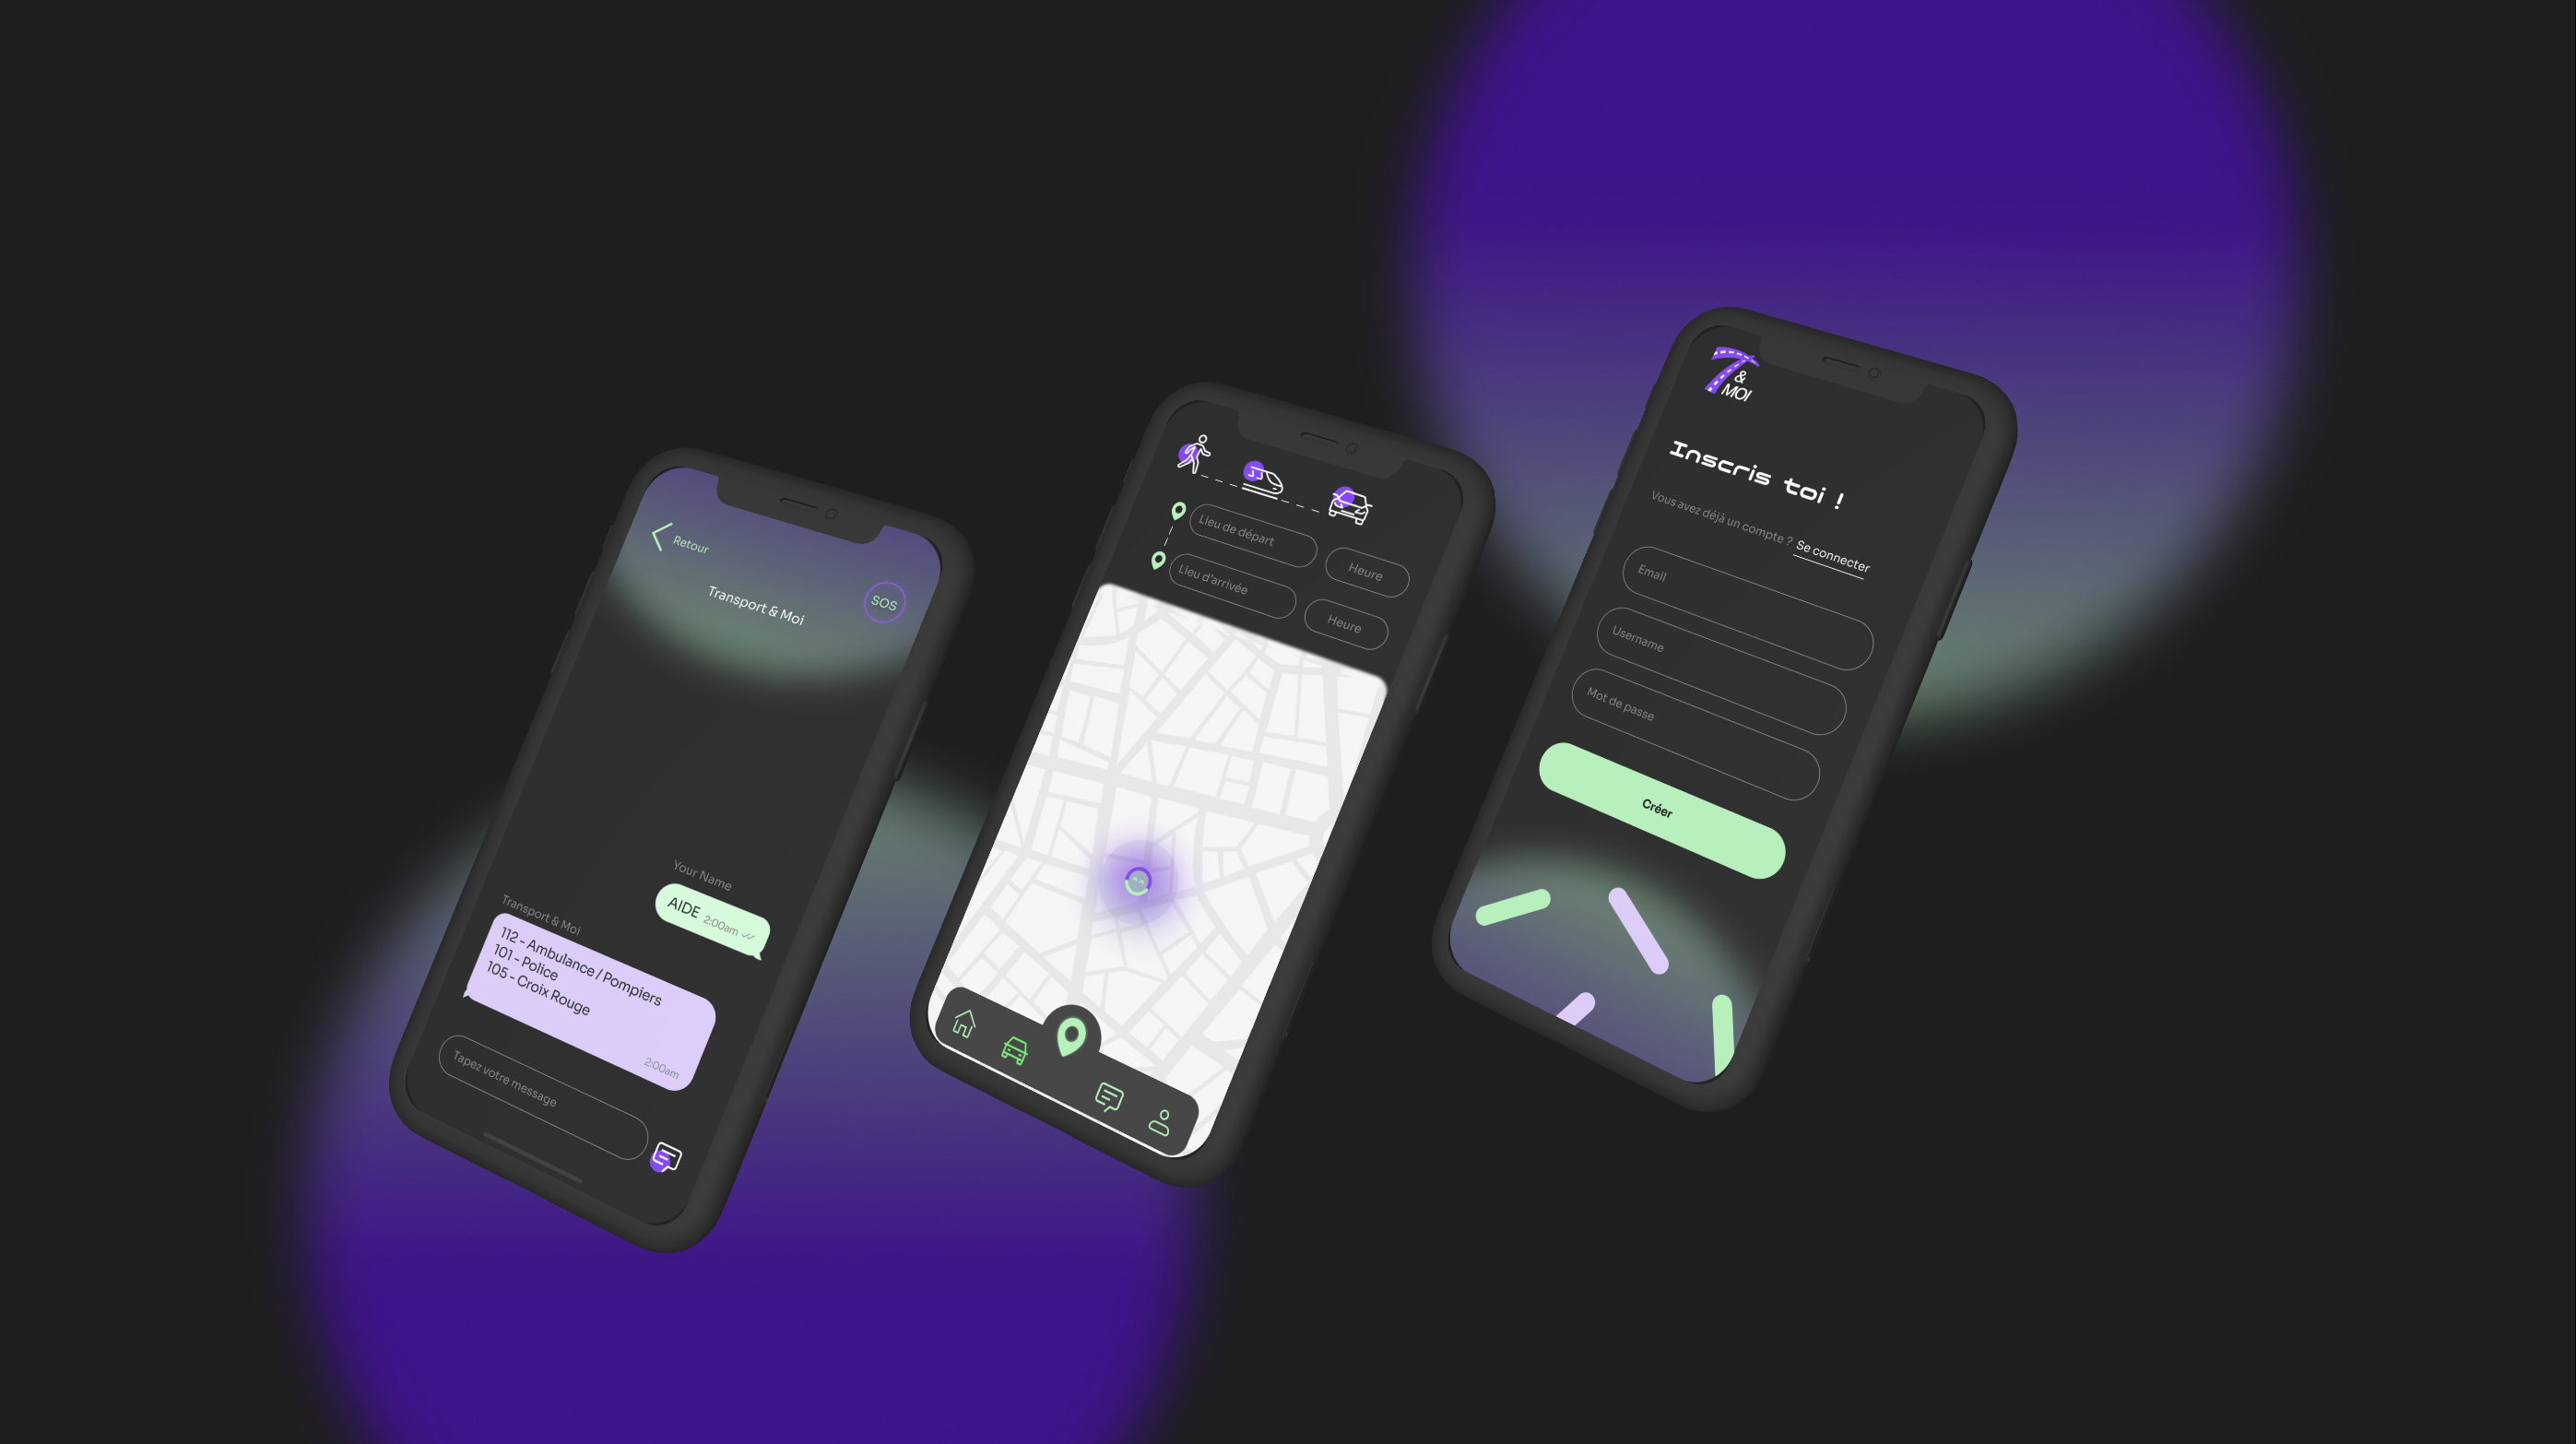 Retour
Transport & Moi
SOS
Your Name
AIDE 2:00am
Transport & Moi
112 - Ambulance / Pompiers
101 - Police
105 - Croix Rouge
2:00am
Tapez votre message
Lieu de départ
Heure
Lieu d'arrivée
Heure
T &
MOI
Inscris toi !
Vous avez déjà un compte ? Se connecter
Email
Username
Mot de passe
Créer